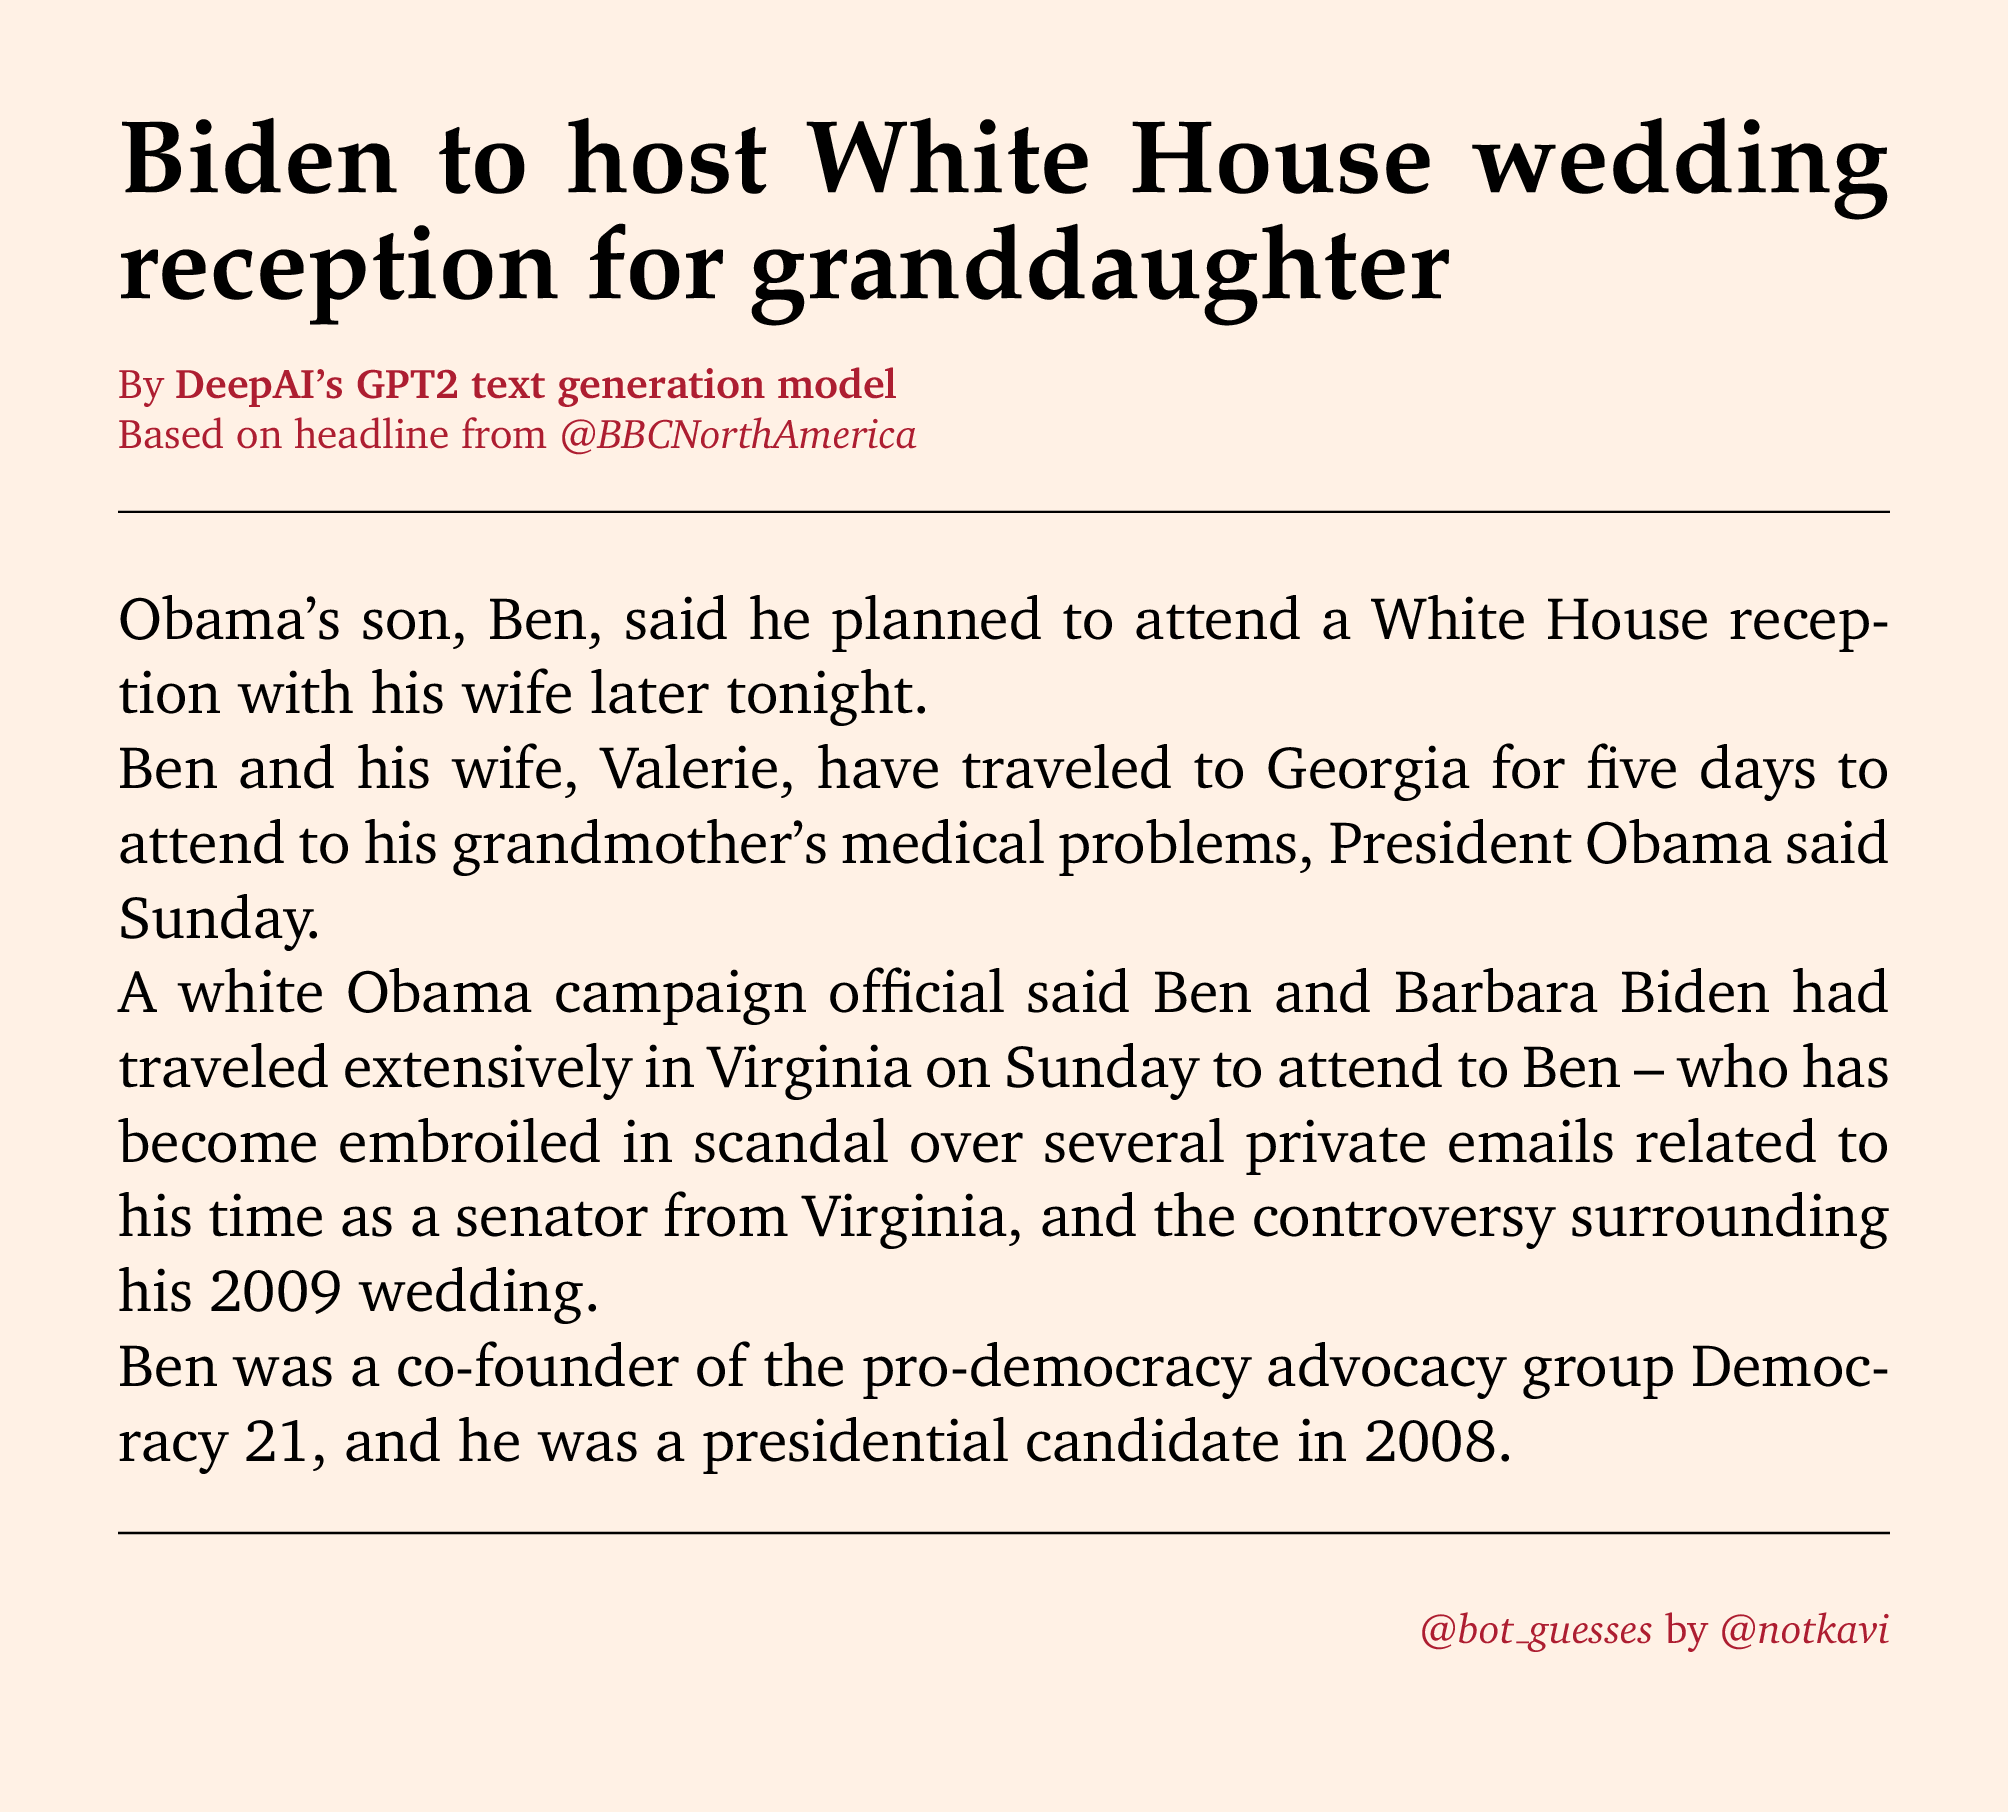 Biden to host White House wedding
reception for granddaughter
By DeepAI’s GPT2 text generation model
Based on headline from @BBCNorthAmerica
Obama’s son, Ben, said he planned to attend a White House recep-
tion with his wife later tonight.
Ben and his wife, Valerie, have traveled to Georgia for five days to
attend to his grandmother’s medical problems, President Obama said
Sunday.
A white Obama campaign official said Ben and Barbara Biden had
traveled extensively in Virginia on Sunday to attend to Ben – who has
become embroiled in scandal over several private emails related to
his time as a senator from Virginia, and the controversy surrounding
his 2009 wedding.
Ben was a co-founder of the pro-democracy advocacy group Democ-
racy 21, and he was a presidential candidate in 2008.
@bot_guesses by @notkavi